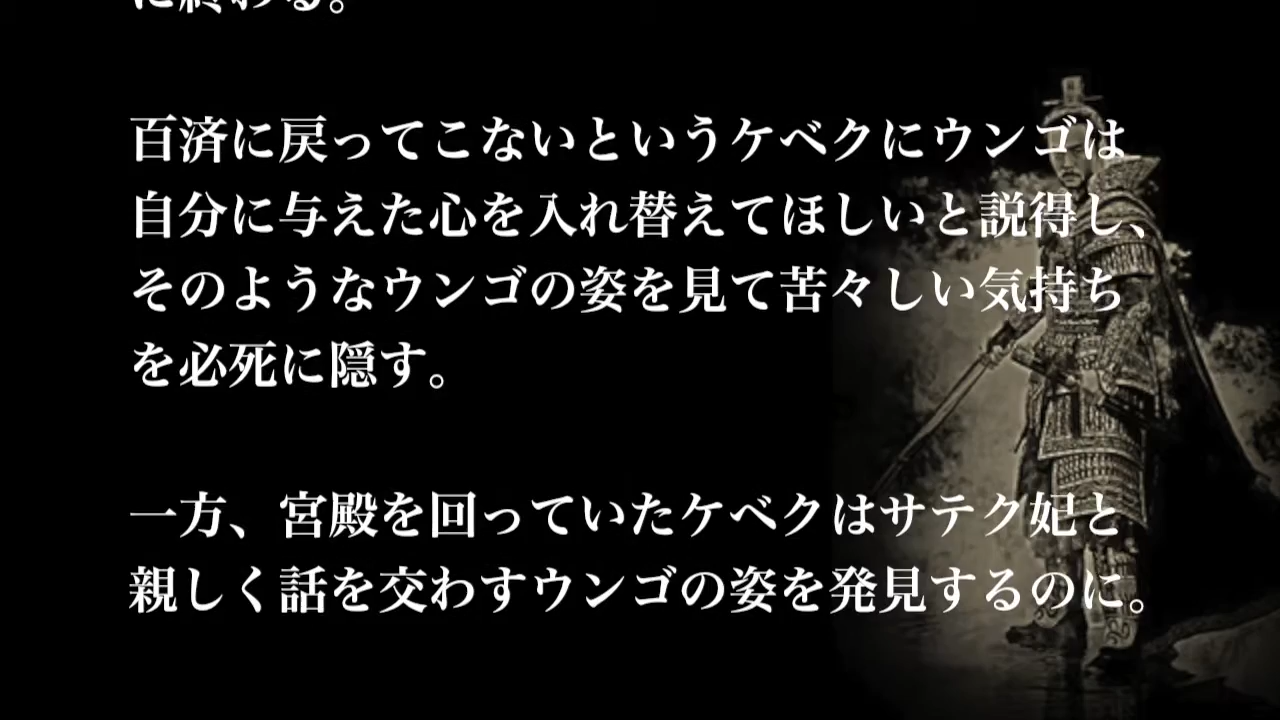 に終わる。
百済に戻ってこないというケベクにウンゴは
自分に与えた心を入れ替えてほしいと説得し、
そのようなウンゴの姿を見て苦々しい気持ち
を必死に隠す。
一方、宮殿を回っていたケベクはサテク妃と
親しく話を交わすウンゴの姿を発見するのに。